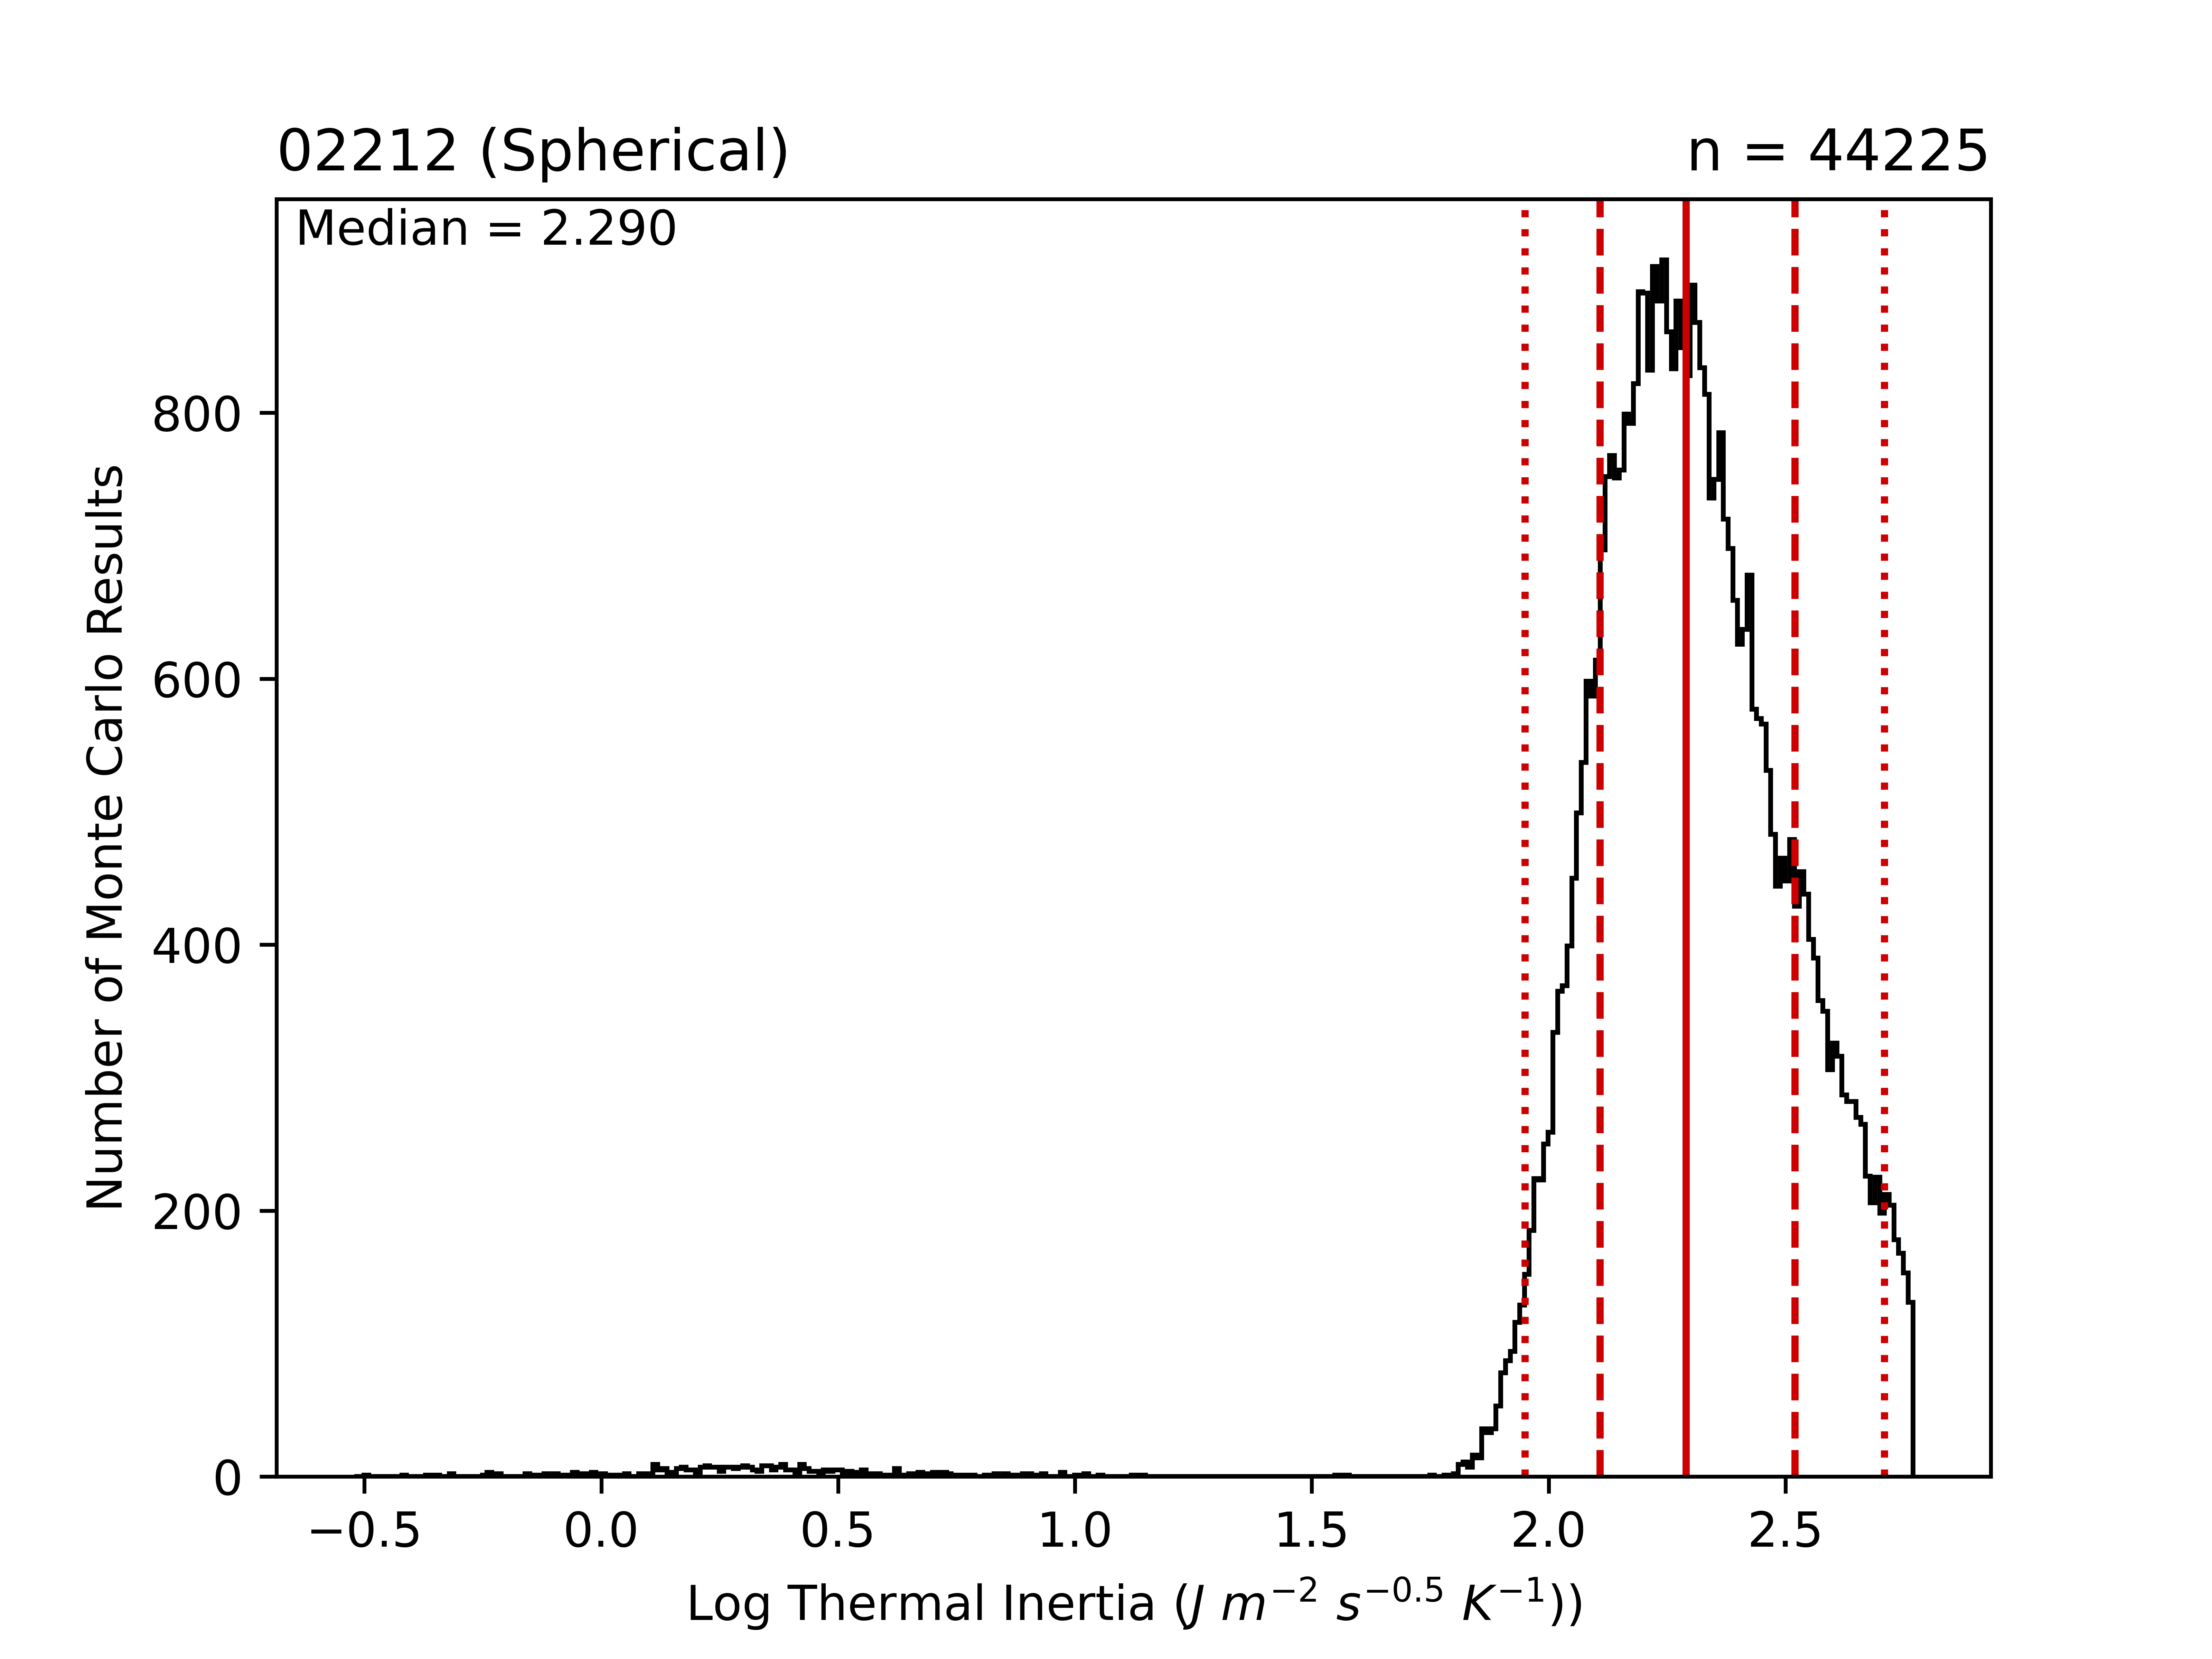 02212 (Spherical)
n = 44225
Median = 2.290
Number of Monte Carlo Results
800
600
400
200
0
−0.5 0.0 0.5 1.0 1.5 2.0 2.5
Log Thermal Inertia (J m⁻² s⁻⁰·⁵ K⁻¹))